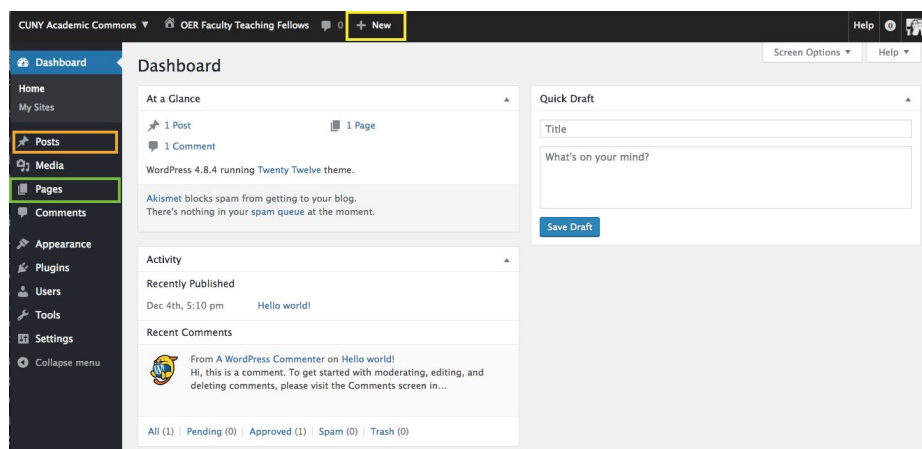 CUNY Academic Commons ▼ OER Faculty Teaching Fellows 0 + New Help 0
Screen Options ▼ Help ▼
Dashboard
Home
My Sites
Posts
Media
Pages
Comments
Appearance
Plugins
Users
Tools
Settings
Collapse menu
Dashboard
At a Glance
1 Post 1 Page
1 Comment
WordPress 4.8.4 running Twenty Twelve theme.
Akismet blocks spam from getting to your blog.
There's nothing in your spam queue at the moment.
Activity
Recently Published
Dec 4th, 5:10 pm Hello world!
Recent Comments
From A WordPress Commenter on Hello world!
Hi, this is a comment. To get started with moderating, editing, and
deleting comments, please visit the Comments screen in...
All (1) | Pending (0) | Approved (1) | Spam (0) | Trash (0)
Quick Draft
Title
What's on your mind?
Save Draft